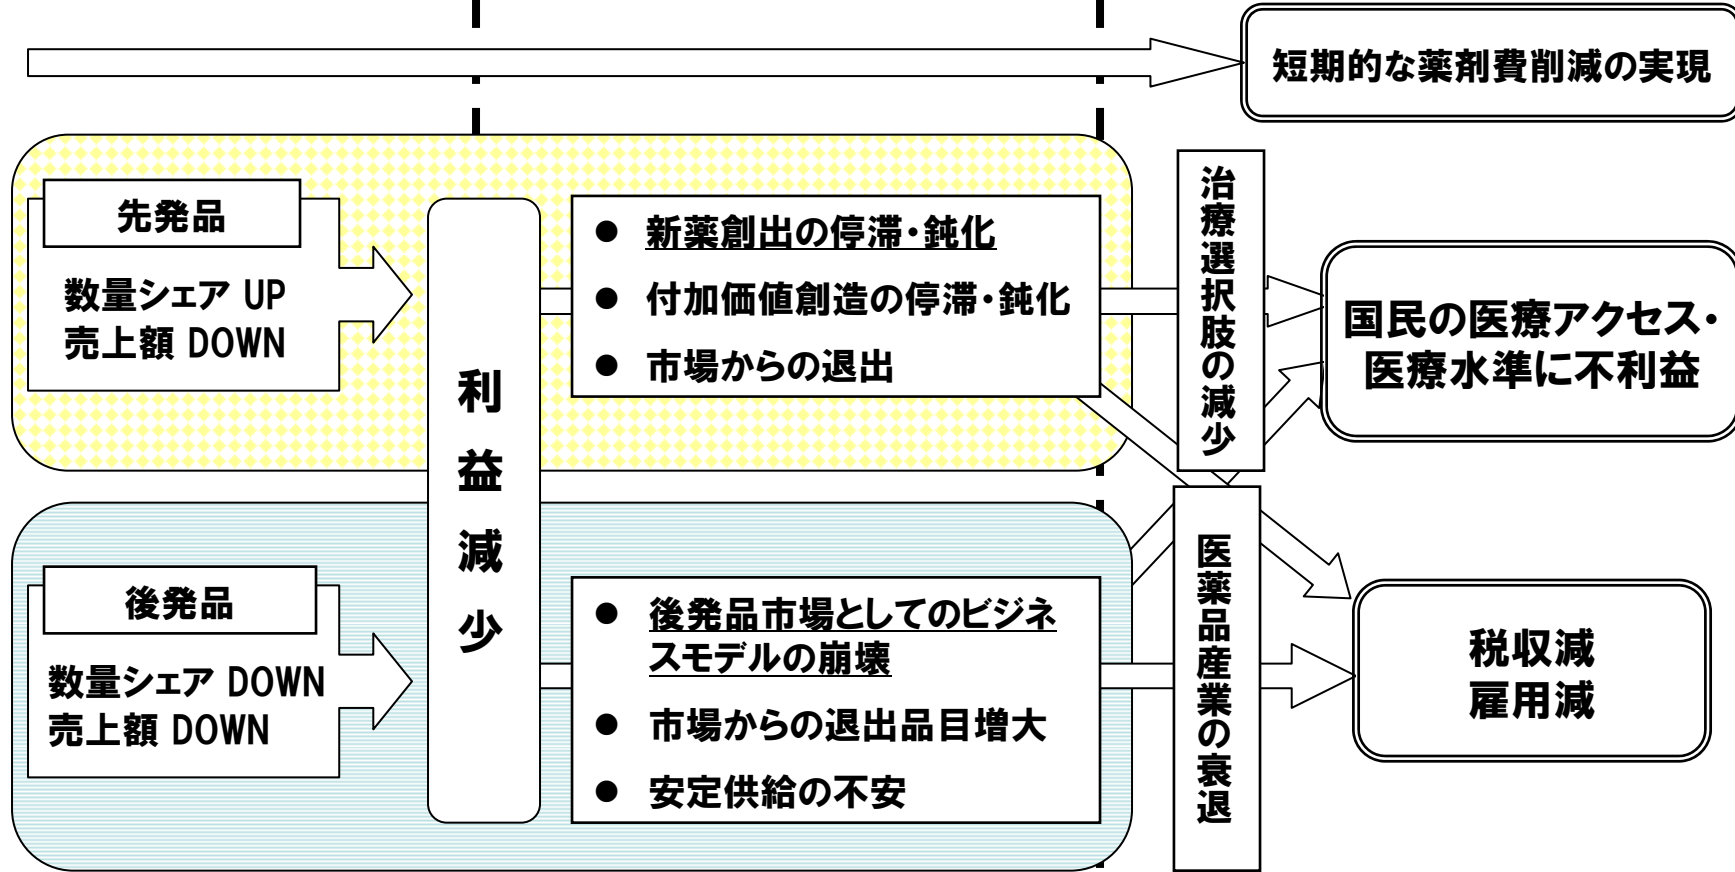 短期的な薬剤費削減の実現
先発品
数量シェア UP
売上額 DOWN
利益減少
● 新薬創出の停滞・鈍化
● 付加価値創造の停滞・鈍化
● 市場からの退出
治療選択肢の減少
国民の医療アクセス・
医療水準に不利益
後発品
数量シェア DOWN
売上額 DOWN
● 後発品市場としてのビジネ
スモデルの崩壊
● 市場からの退出品目増大
● 安定供給の不安
医薬品産業の衰退
税収減
雇用減